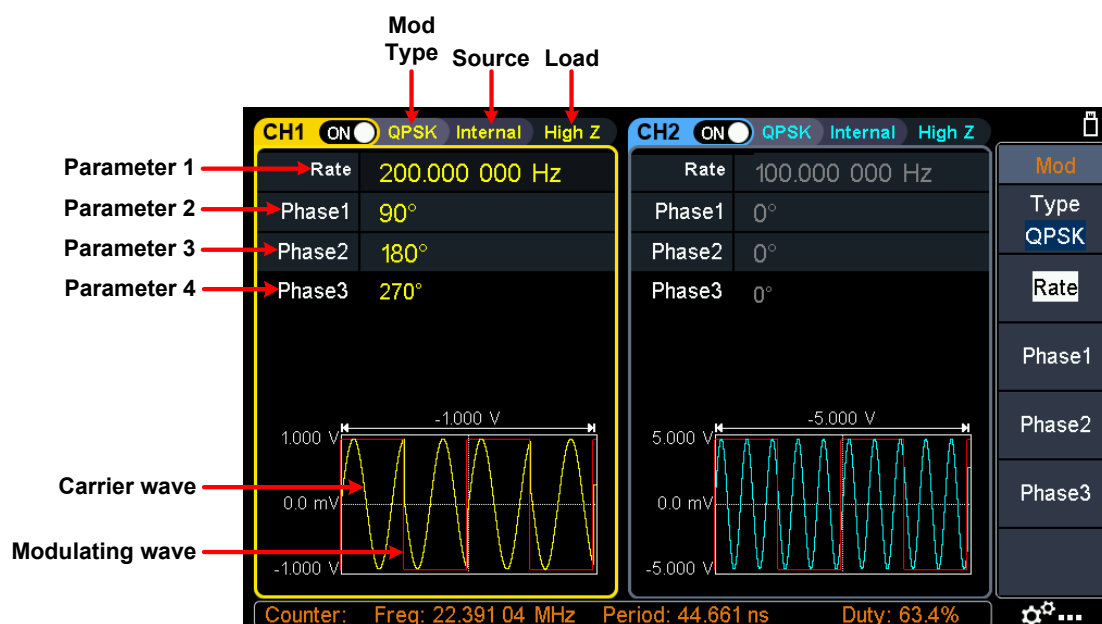 Mod
Type Source Load
CH1 ON QPSK Internal High Z CH2 ON QPSK Internal High Z
Parameter 1 Rate 200.000 000 Hz Rate 100.000 000 Hz Mod
Parameter 2 Phase1 90° Phase1 0° Type
QPSK
Parameter 3 Phase2 180° Phase2 0°
Parameter 4 Phase3 270° Phase3 0° Rate
Phase1
-1.000 V -5.000 V Phase2
1.000 V 5.000 V
Carrier wave Phase3
0.0 mV 0.0 mV
Modulating wave
-1.000 V -5.000 V
Counter: Freq: 22.391 04 MHz Period: 44.661 ns Duty: 63.4%